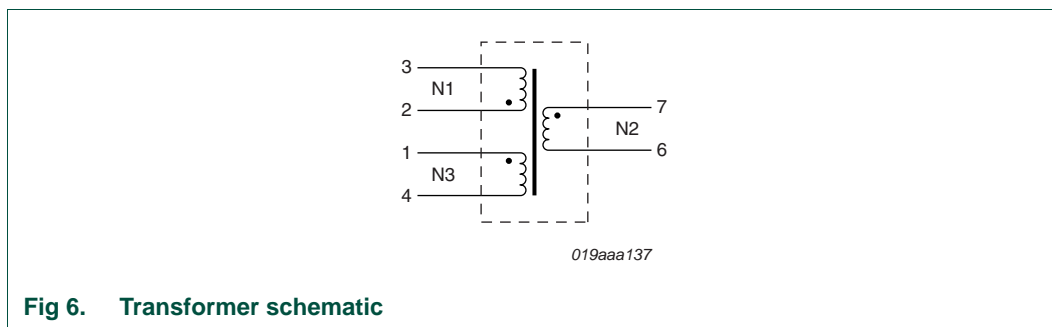 3
N1
2
7
N2
6
1
N3
4
019aaa137
Fig 6. Transformer schematic